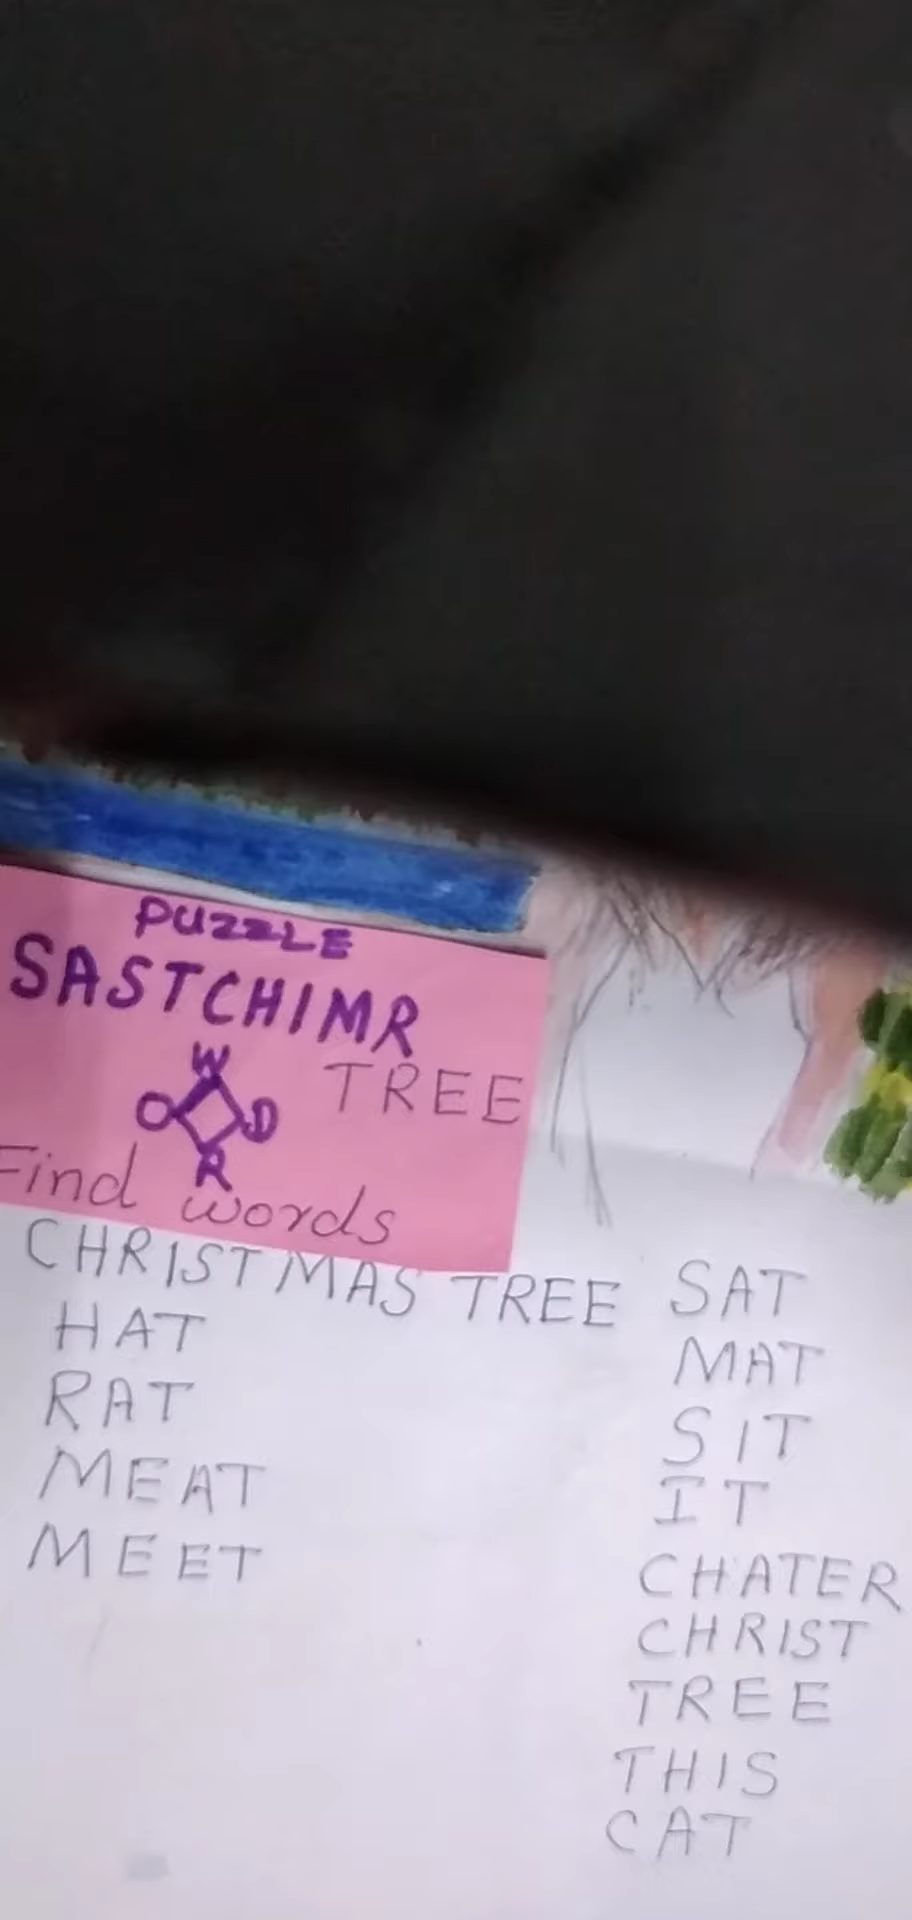 PUZZLE
SASTCHIMR
TREE
W
O D
R
Find words
CHRISTMAS TREE
HAT
RAT
MEAT
MEET
SAT
MAT
SIT
IT
CHATER
CHRIST
TREE
THIS
CAT